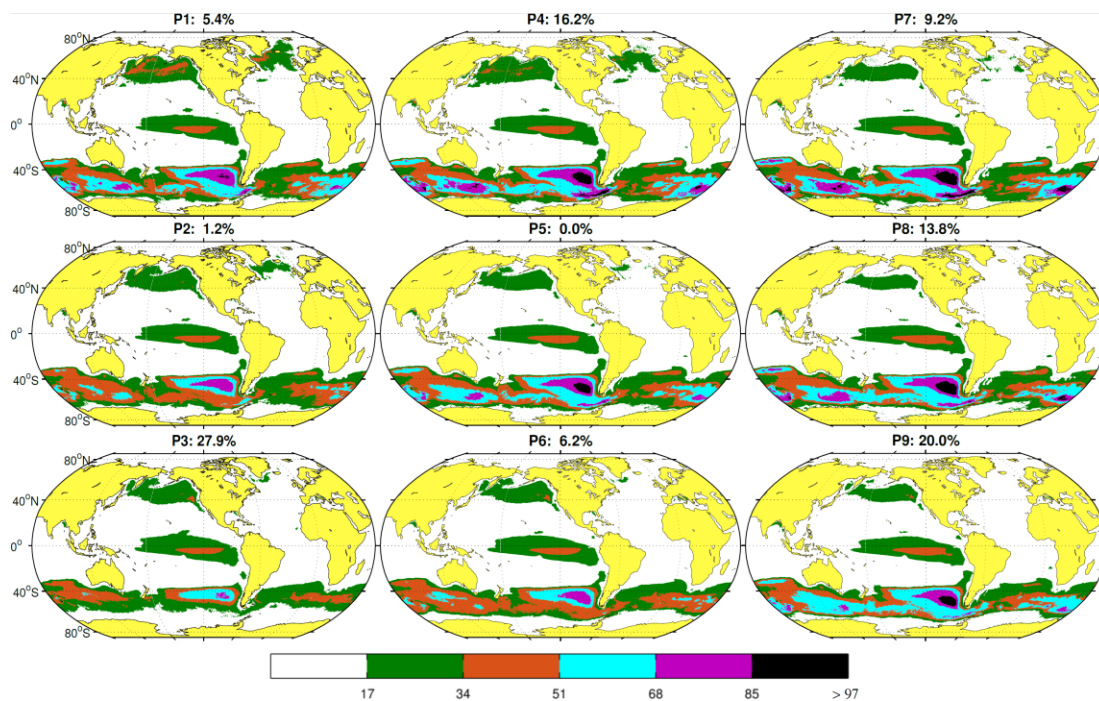 P1: 5.4%
P4: 16.2%
P7: 9.2%
80°N
40°N
0°
40°S
80°S
P2: 1.2%
P5: 0.0%
P8: 13.8%
80°N
40°N
0°
40°S
80°S
P3: 27.9%
P6: 6.2%
P9: 20.0%
80°N
40°N
0°
40°S
80°S
17 34 51 68 85 > 97